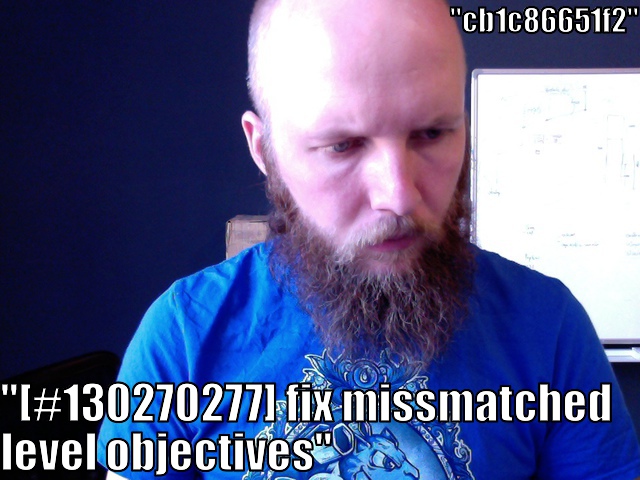 "cb1c86651f2"
"[#130270277] fix missmatched
level objectives"